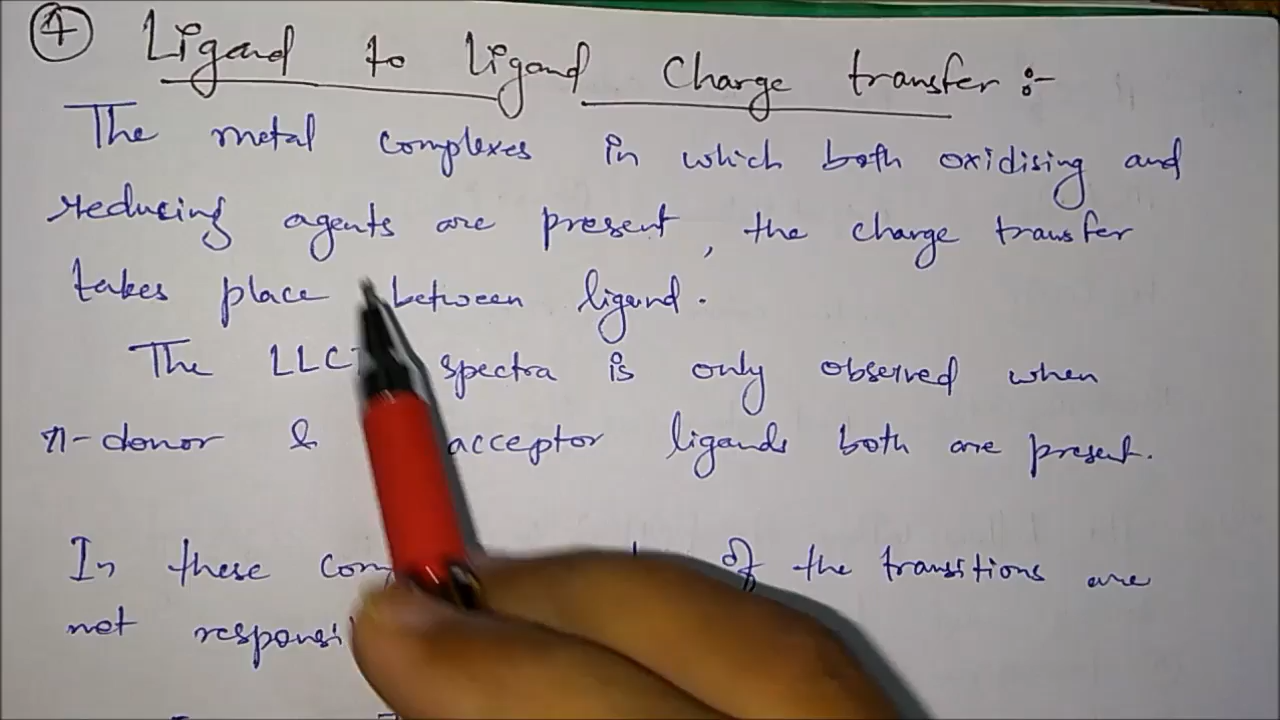 ④ Ligand to Ligand Charge transfer :-
The metal complexes in which both oxidising and
reducing agents are present, the charge transfer
takes place between ligand.
The LLCT spectra is only observed when
π-donor & acceptor ligands both are present.
In these of the transitions are
not